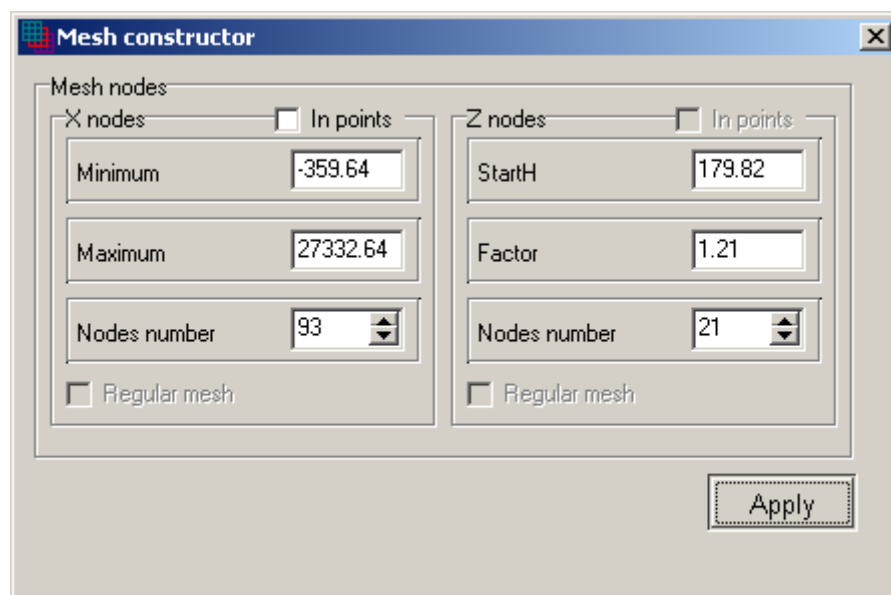 Mesh constructor
Mesh nodes
X nodes In points
Minimum -359.64
Maximum 27332.64
Nodes number 93
Regular mesh
Z nodes In points
StartH 179.82
Factor 1.21
Nodes number 21
Regular mesh
Apply